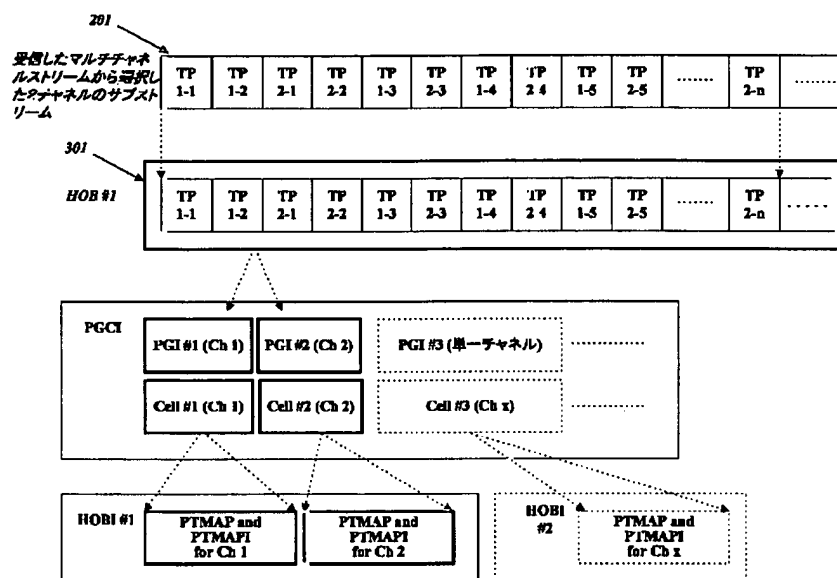 201
受信したマルチチャネ
ルストリームから選択し
た2チャネルのサブスト
リーム
TP 1-1 TP 1-2 TP 2-1 TP 2-2 TP 1-3 TP 2-3 TP 1-4 TP 2 4 TP 1-5 TP 2-5 ...... TP 2-n ......
301
HOB #1
TP 1-1 TP 1-2 TP 2-1 TP 2-2 TP 1-3 TP 2-3 TP 1-4 TP 2 4 TP 1-5 TP 2-5 ...... TP 2-n .....
PGCI
PGI #1 (Ch 1) PGI #2 (Ch 2) PGI #3 (単一チャネル) ............
Cell #1 (Ch 1) Cell #2 (Ch 2) Cell #3 (Ch x) ............
HOBI #1
PTMAP and
PTMAPI
for Ch 1
PTMAP and
PTMAPI
for Ch 2
HOBI
#2
PTMAP and
PTMAPI
for Ch x